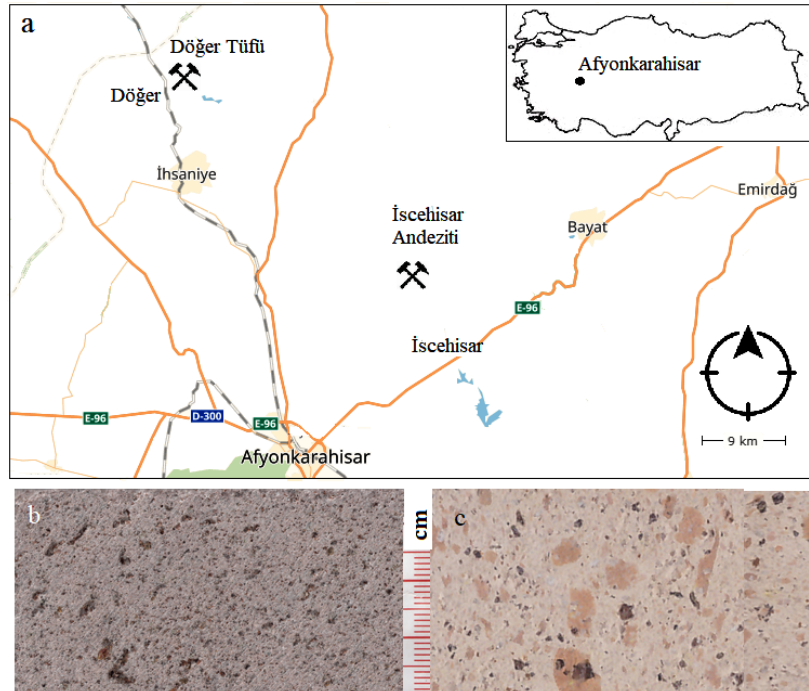 a
Döğer Tüfü
Döğer
İhsaniye
Afyonkarahisar
İscehisar
Andeziti
Bayat
Emirdağ
E-96
İscehisar
E-96
D-300
E-96
Afyonkarahisar
9 km
b
cm
c